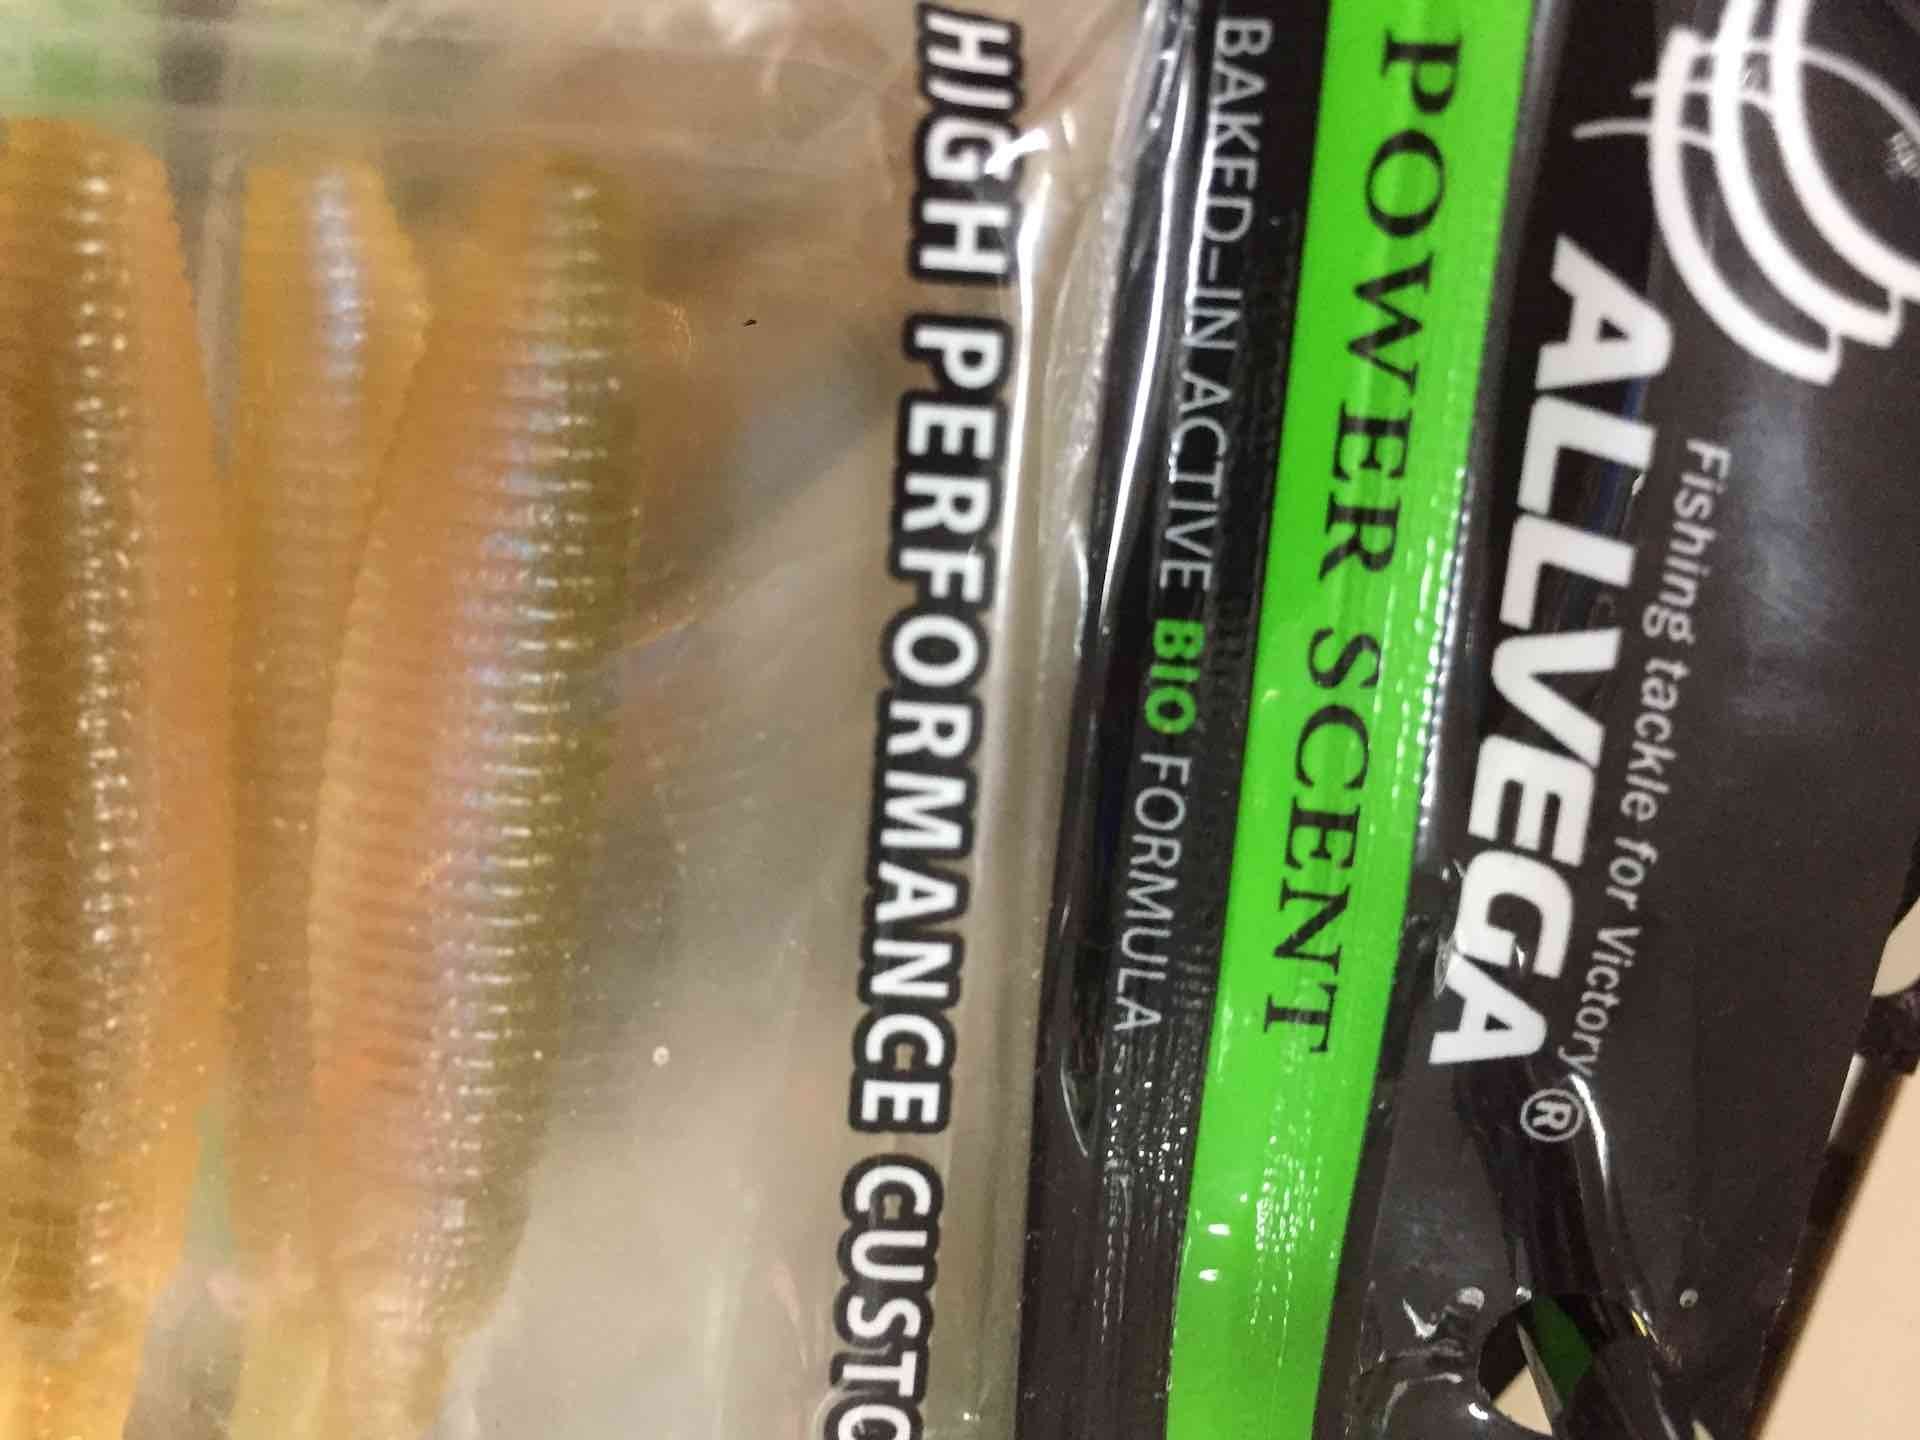 Fishing tackle for Victory
ALLVEGA®
POWER SCENT
BAKED-IN ACTIVE BIO FORMULA
HIGH PERFORMANCE CUSTO